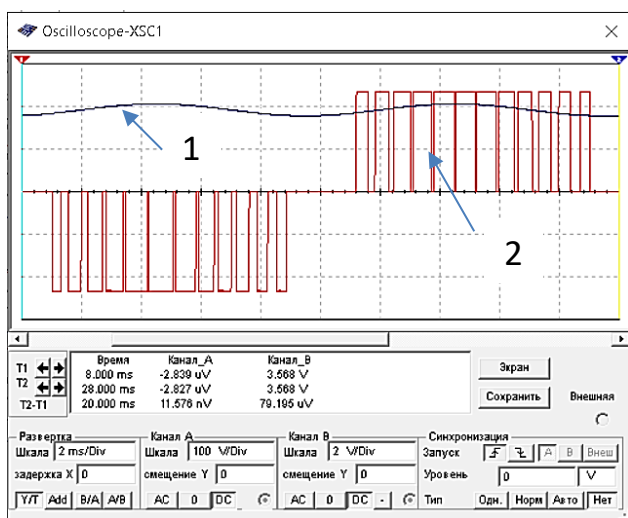 Oscilloscope-XSC1
1
2
Время Канал_A Канал_B
T1 8.000 ms -2.839 uV 3.568 V
T2 28.000 ms -2.827 uV 3.568 V
T2-T1 20.000 ms 11.576 nV 79.195 uV
Экран
Сохранить
Внешняя
Развертка
Шкала 2 ms/Div
задержка X 0
Y/T Add B/A A/B
Канал A
Шкала 100 V/Div
смещение Y 0
AC 0 DC
Канал B
Шкала 2 V/Div
смещение Y 0
AC 0 DC -
Синхронизация
Запуск A B Внеш
Уровень 0 V
Тип Одн. Норм Авто Нет